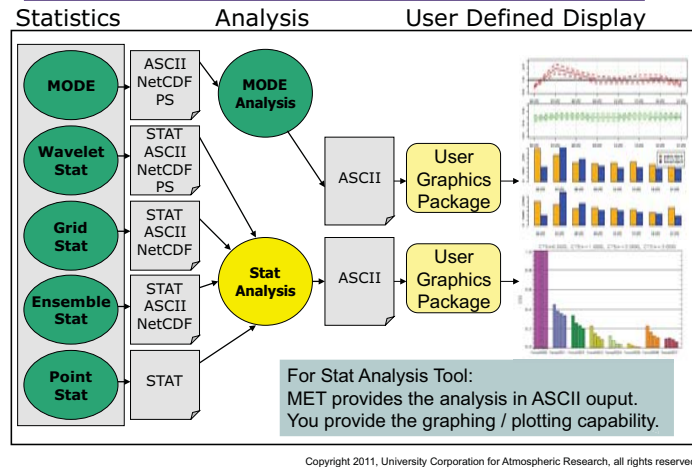 Statistics Analysis User Defined Display
MODE
ASCII
NetCDF
PS
MODE
Analysis
Wavelet
Stat
STAT
ASCII
NetCDF
PS
ASCII
User
Graphics
Package
Grid
Stat
STAT
ASCII
NetCDF
Stat
Analysis
ASCII
User
Graphics
Package
Ensemble
Stat
STAT
ASCII
NetCDF
Point
Stat
STAT
For Stat Analysis Tool:
MET provides the analysis in ASCII ouput.
You provide the graphing / plotting capability.
Copyright 2011, University Corporation for Atmospheric Research, all rights reserved